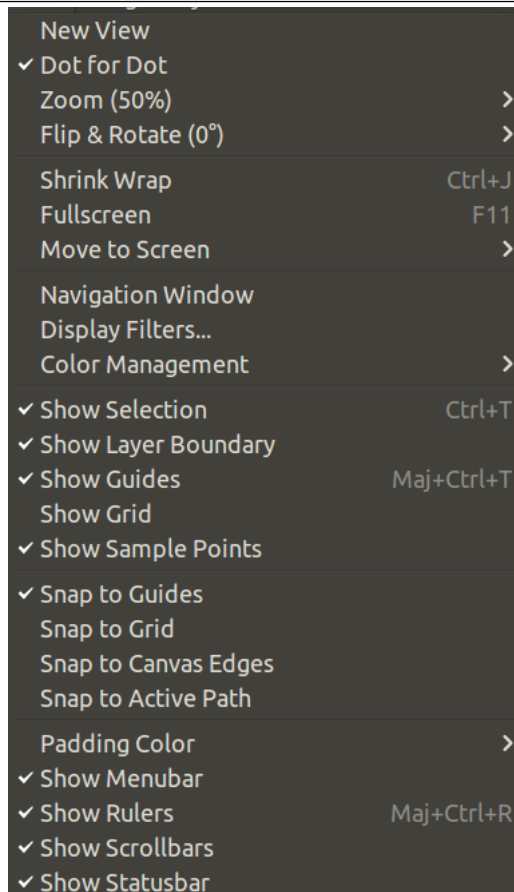 New View
✓ Dot for Dot
Zoom (50%) >
Flip & Rotate (0°) >
Shrink Wrap Ctrl+J
Fullscreen F11
Move to Screen >
Navigation Window
Display Filters...
Color Management >
✓ Show Selection Ctrl+T
✓ Show Layer Boundary
✓ Show Guides Maj+Ctrl+T
Show Grid
✓ Show Sample Points
✓ Snap to Guides
Snap to Grid
Snap to Canvas Edges
Snap to Active Path
Padding Color >
✓ Show Menubar
✓ Show Rulers Maj+Ctrl+R
✓ Show Scrollbars
✓ Show Statusbar